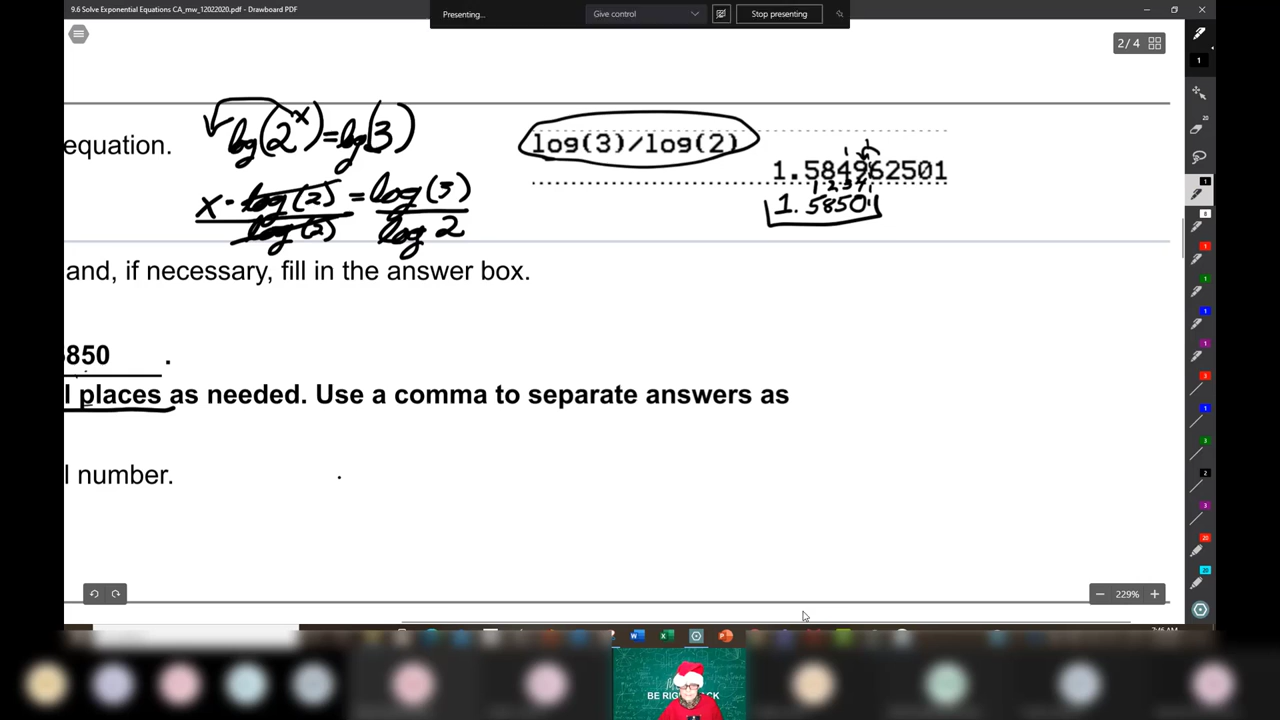 9.6 Solve Exponential Equations CA_mw_12022020.pdf - Drawboard PDF
Presenting...
Give control
Stop presenting
2 / 4
log(2^x)=log(3)
equation.
log(3)/log(2)
1.584962501
x · log(2) = log(3)
log(2) log 2
1.5850
and, if necessary, fill in the answer box.
850 .
l places as needed. Use a comma to separate answers as
l number.
229%
BE RIGHT BACK